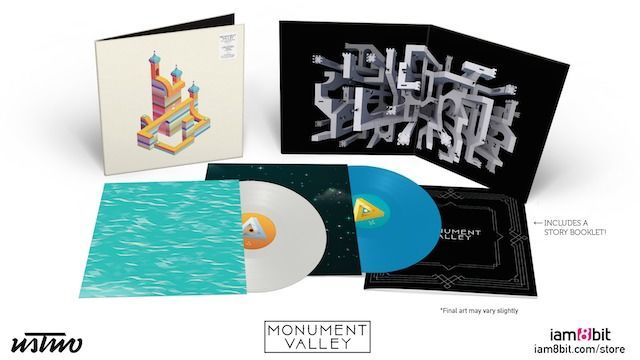 MONUMENT
VALLEY
INCLUDES A
STORY BOOKLET!
*Final art may vary slightly
ustwo
MONUMENT
VALLEY
iam8bit
iam8bit.com/store